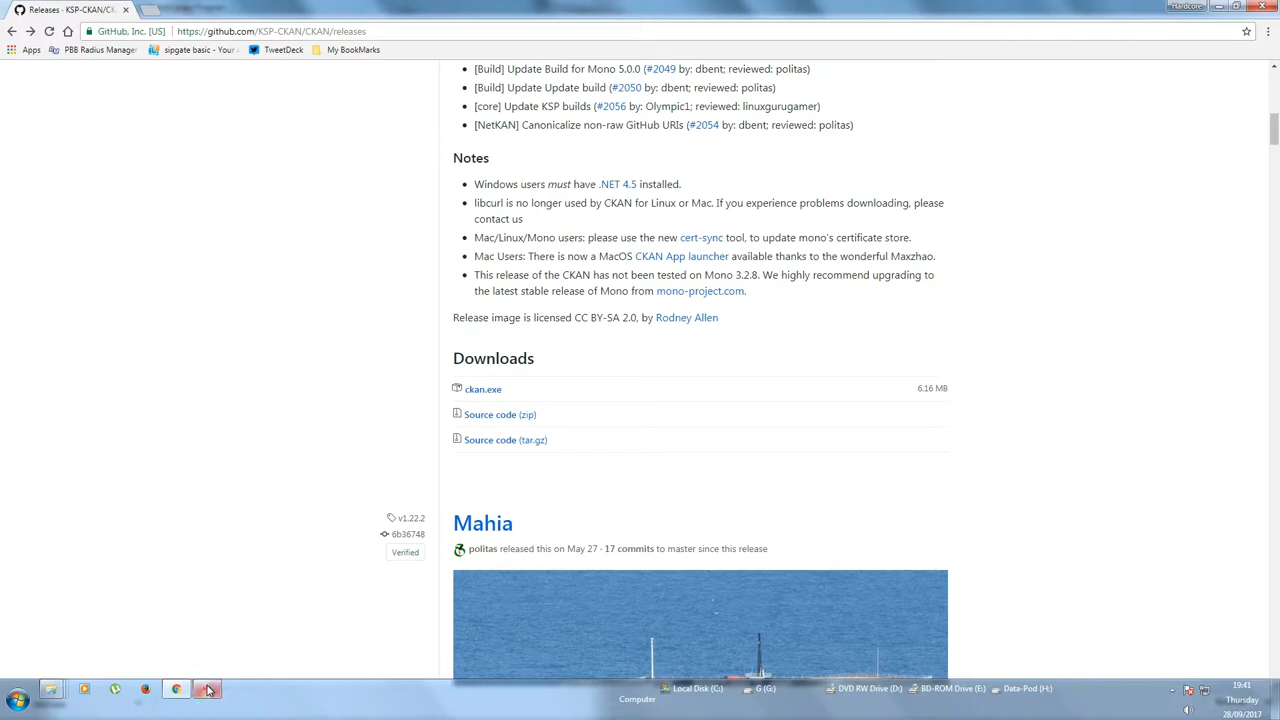 Releases · KSP-CKAN/C
Hardcore
GitHub, Inc. [US]
https://github.com/KSP-CKAN/CKAN/releases
Apps
PBB Radius Manager
sipgate basic - Your
TweetDeck
My BookMarks
[Build] Update Build for Mono 5.0.0 (#2049 by: dbent; reviewed: politas)
[Build] Update Update build (#2050 by: dbent; reviewed: politas)
[core] Update KSP builds (#2056 by: Olympic1; reviewed: linuxgurugamer)
[NetKAN] Canonicalize non-raw GitHub URIs (#2054 by: dbent; reviewed: politas)
Notes
Windows users must have .NET 4.5 installed.
libcurl is no longer used by CKAN for Linux or Mac. If you experience problems downloading, please
contact us
Mac/Linux/Mono users: please use the new cert-sync tool, to update mono's certificate store.
Mac Users: There is now a MacOS CKAN App launcher available thanks to the wonderful Maxzhao.
This release of the CKAN has not been tested on Mono 3.2.8. We highly recommend upgrading to
the latest stable release of Mono from mono-project.com.
Release image is licensed CC BY-SA 2.0, by Rodney Allen
Downloads
ckan.exe
6.16 MB
Source code (zip)
Source code (tar.gz)
v1.22.2
6b36748
Verified
Mahia
politas released this on May 27 · 17 commits to master since this release
Computer
Local Disk (C:)
G (G:)
DVD RW Drive (D:)
BD-ROM Drive (E:)
Data-Pod (H:)
19:41
Thursday
28/09/2017